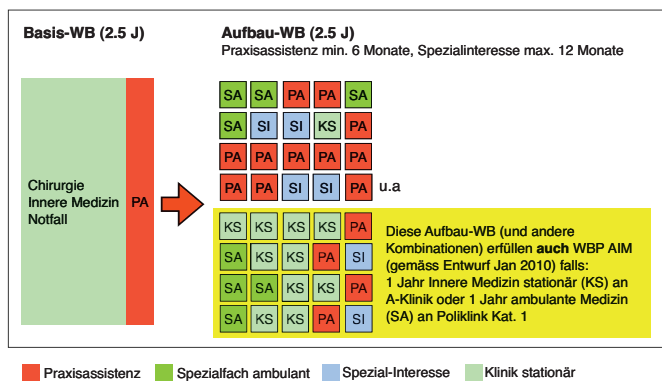 Basis-WB (2.5 J)
Aufbau-WB (2.5 J)
Praxisassistenz min. 6 Monate, Spezialinteresse max. 12 Monate
Chirurgie
Innere Medizin
Notfall
PA
SA SA PA PA SA
SA SI SI KS PA
PA PA PA PA PA
PA PA SI SI PA
u.a
KS KS KS KS PA
SA KS KS PA SI
SA SA KS KS PA
SA KS KS PA SI
Diese Aufbau-WB (und andere
Kombinationen) erfüllen auch WBP AIM
(gemäss Entwurf Jan 2010) falls:
1 Jahr Innere Medizin stationär (KS) an
A-Klinik oder 1 Jahr ambulante Medizin
(SA) an Poliklink Kat. 1
Praxisassistenz
Spezialfach ambulant
Spezial-Interesse
Klinik stationär